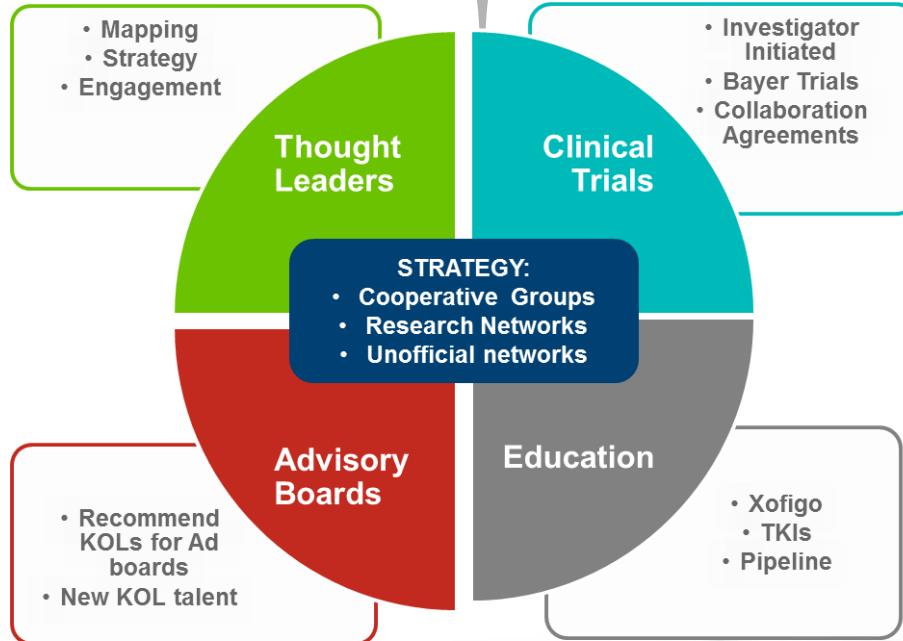 • Mapping
• Strategy
• Engagement
• Investigator
Initiated
• Bayer Trials
• Collaboration
Agreements
Thought
Leaders
Clinical
Trials
STRATEGY:
• Cooperative Groups
• Research Networks
• Unofficial networks
Advisory
Boards
Education
• Recommend
KOLs for Ad
boards
• New KOL talent
• Xofigo
• TKIs
• Pipeline